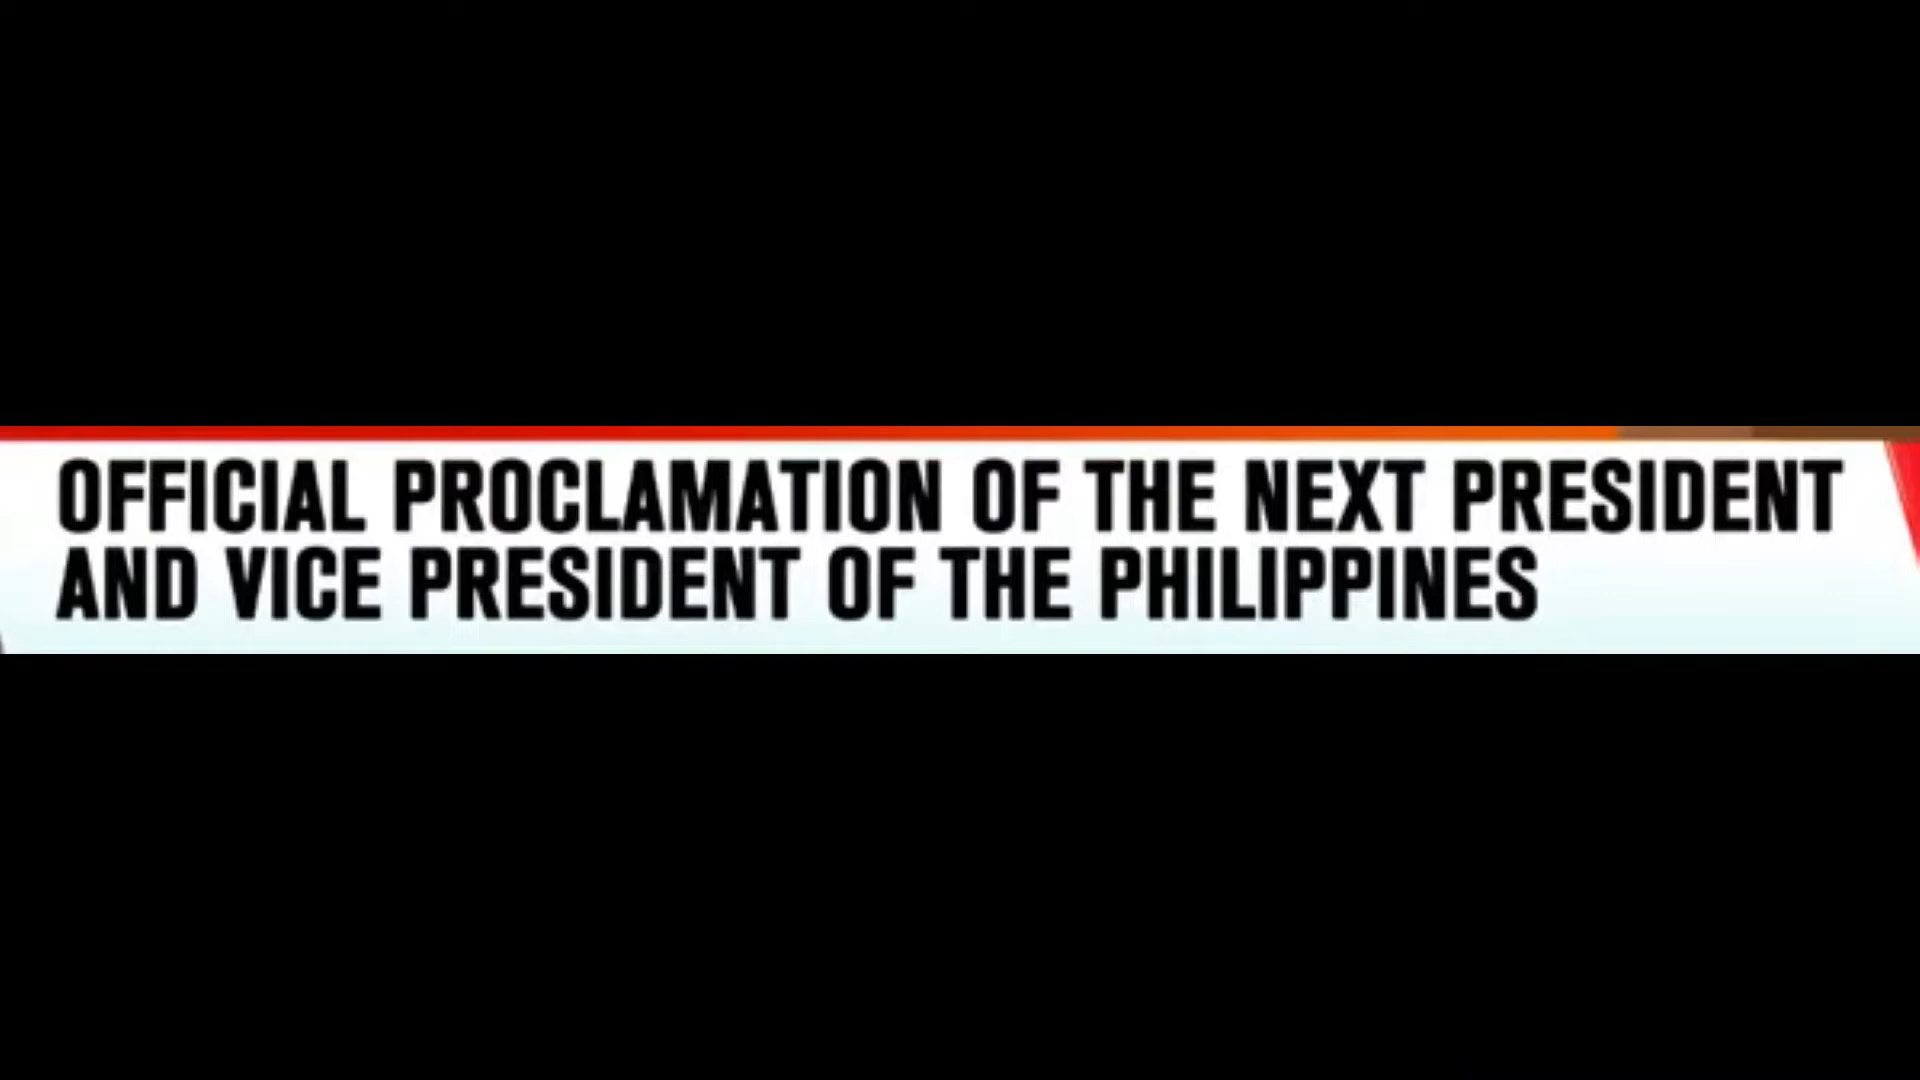 OFFICIAL PROCLAMATION OF THE NEXT PRESIDENT
AND VICE PRESIDENT OF THE PHILIPPINES